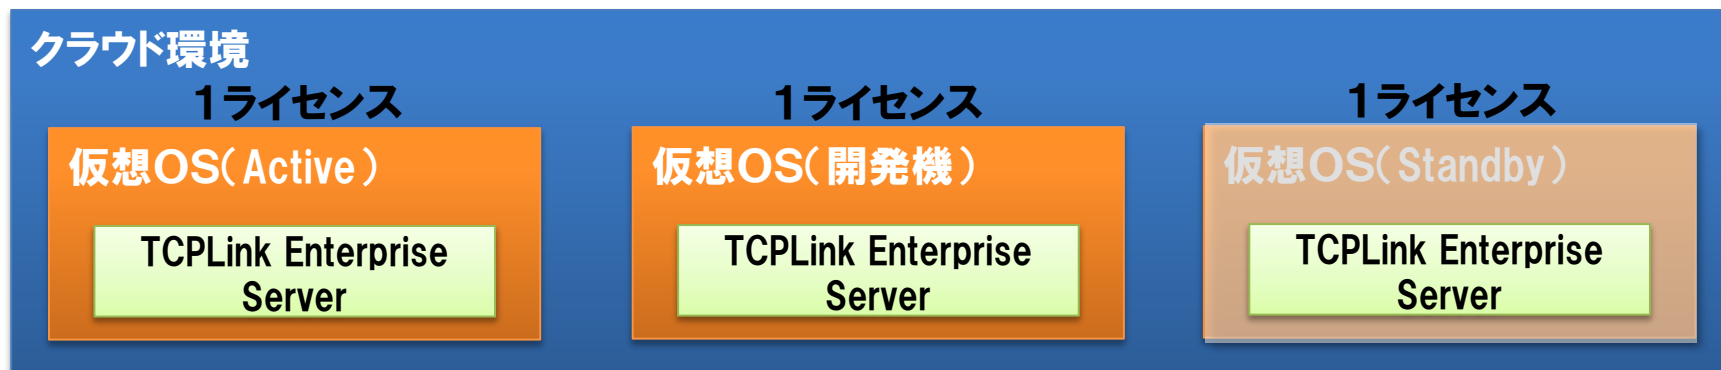 クラウド環境
1ライセンス
1ライセンス
1ライセンス
仮想OS(Active)
仮想OS(開発機)
仮想OS(Standby)
TCPLink Enterprise
Server
TCPLink Enterprise
Server
TCPLink Enterprise
Server